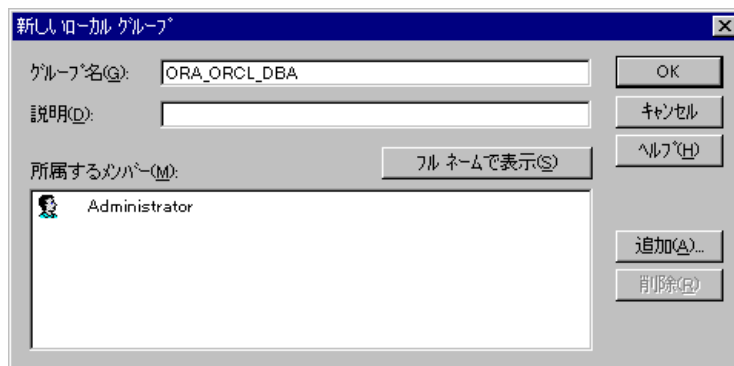 新しいローカル グループ
グループ名(G):
ORA_ORCL_DBA
OK
説明(D):
キャンセル
ヘルプ(H)
所属するメンバー(M):
フル ネームで表示(S)
Administrator
追加(A)...
削除(R)